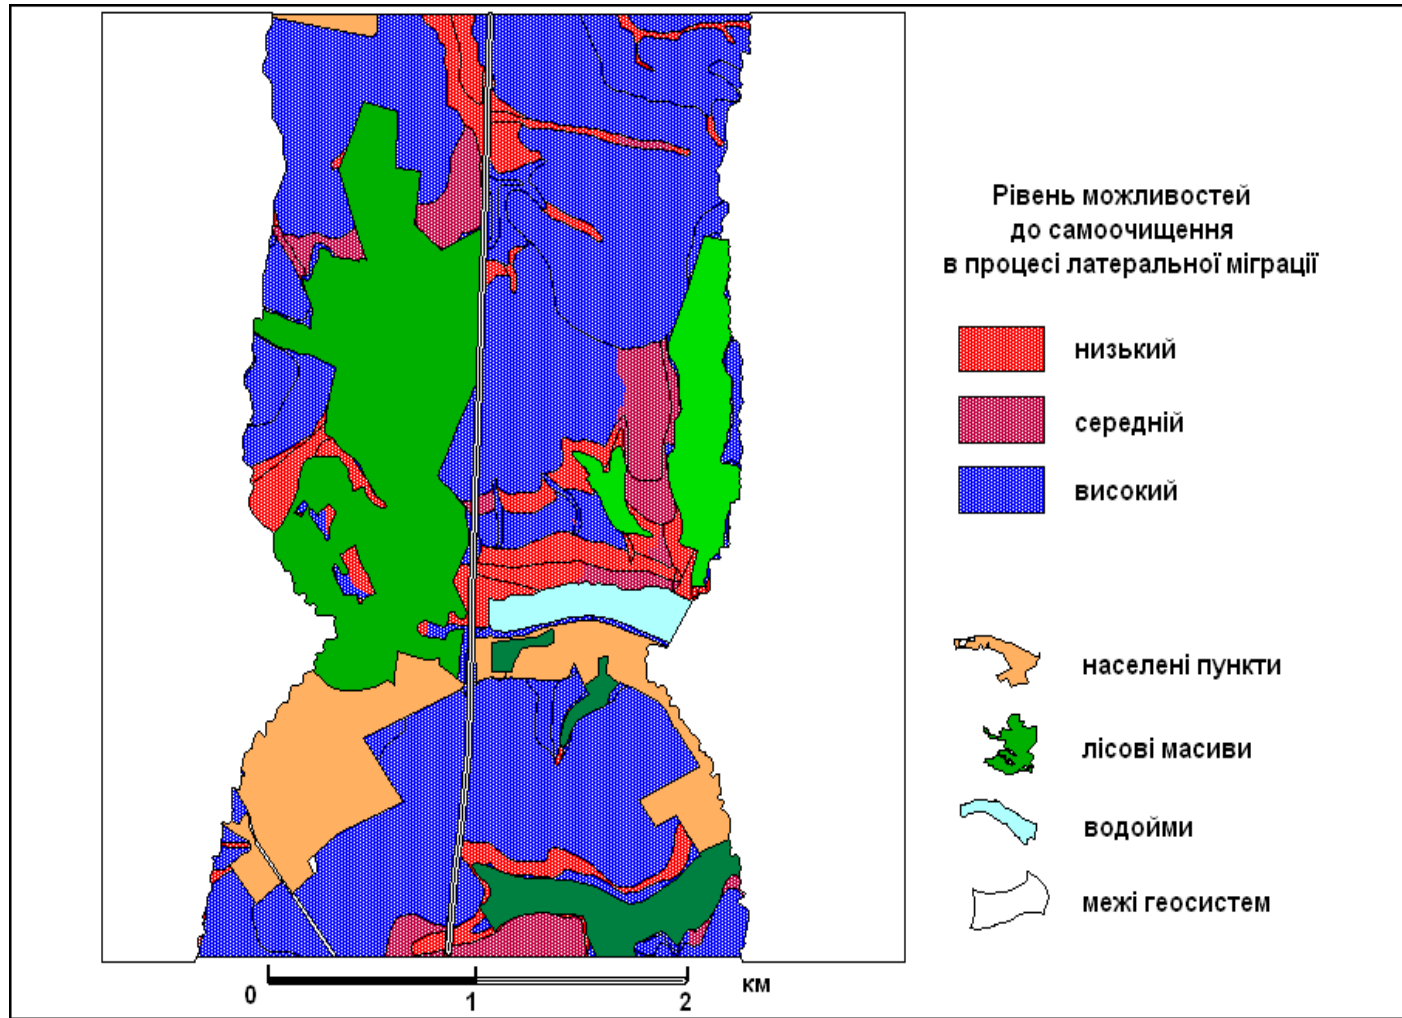 Рівень можливостей
до самоочищення
в процесі латеральної міграції
низький
середній
високий
населені пункти
лісові масиви
водойми
межі геосистем
0 1 2 км